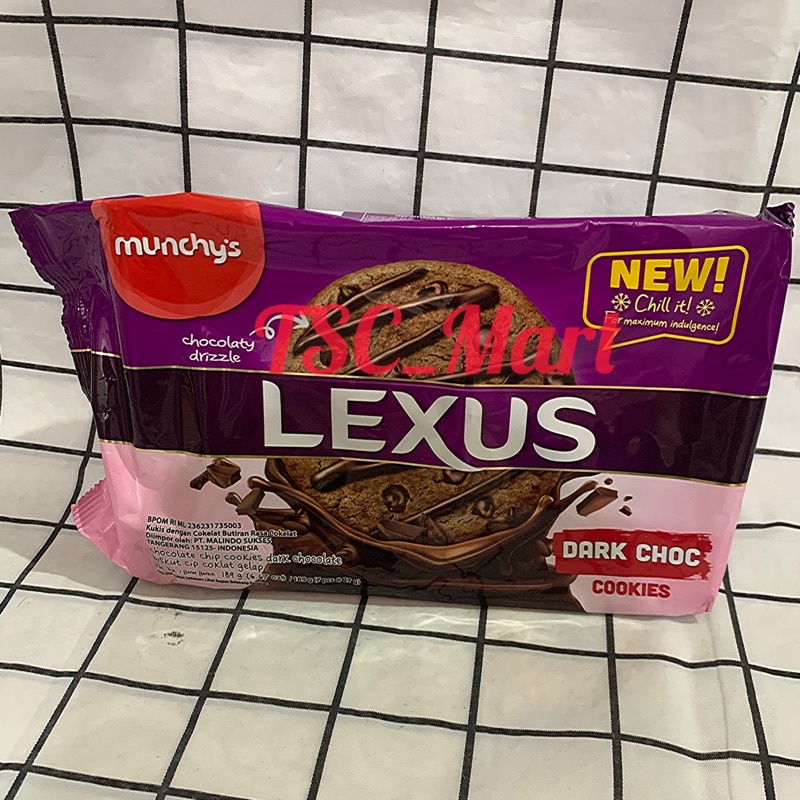 munchy's
NEW!
Chill it!
For maximum indulgence!
chocolaty
drizzle
TSC_Mart
LEXUS
BPOM RI ML 236231735003
Kukis dengan Cokelat Butiran Rasa Cokelat
Diimpor oleh: PT. MALINDO SUKSES
TANGERANG 15125- INDONESIA
chocolate chip cookies dark chocolate
biskut cip coklat gelap
189 g
DARK CHOC
COOKIES